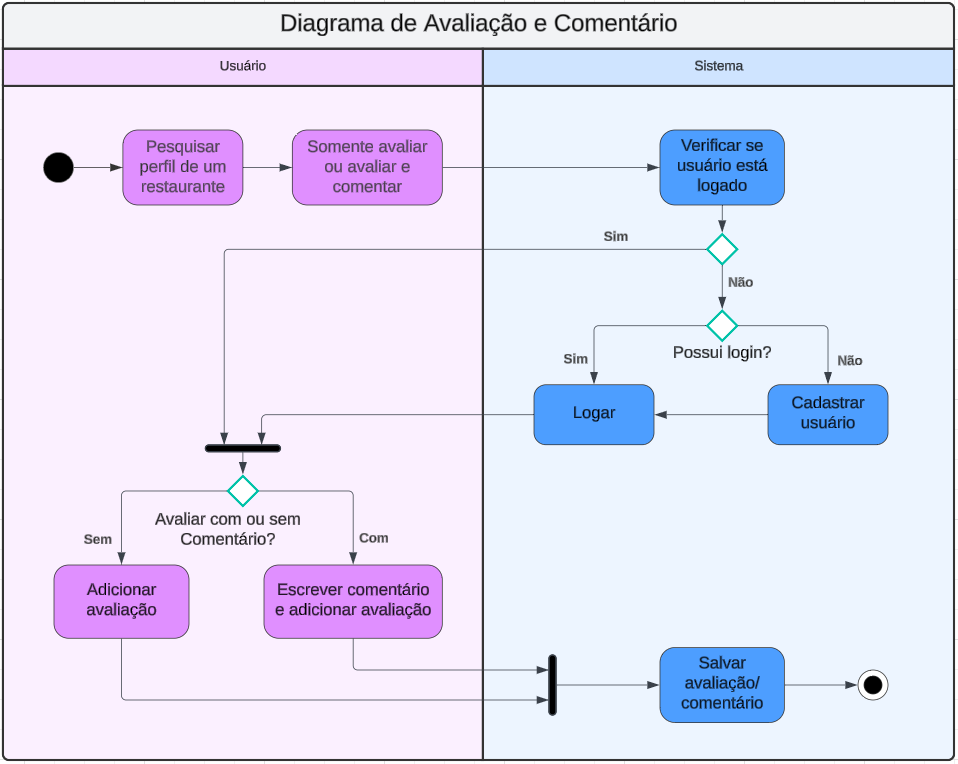 Diagrama de Avaliação e Comentário
Usuário
Sistema
Pesquisar
perfil de um
restaurante
Somente avaliar
ou avaliar e
comentar
Verificar se
usuário está
logado
Sim
Não
Possui login?
Sim
Não
Logar
Cadastrar
usuário
Avaliar com ou sem
Comentário?
Sem
Com
Adicionar
avaliação
Escrever comentário
e adicionar avaliação
Salvar
avaliação/
comentário